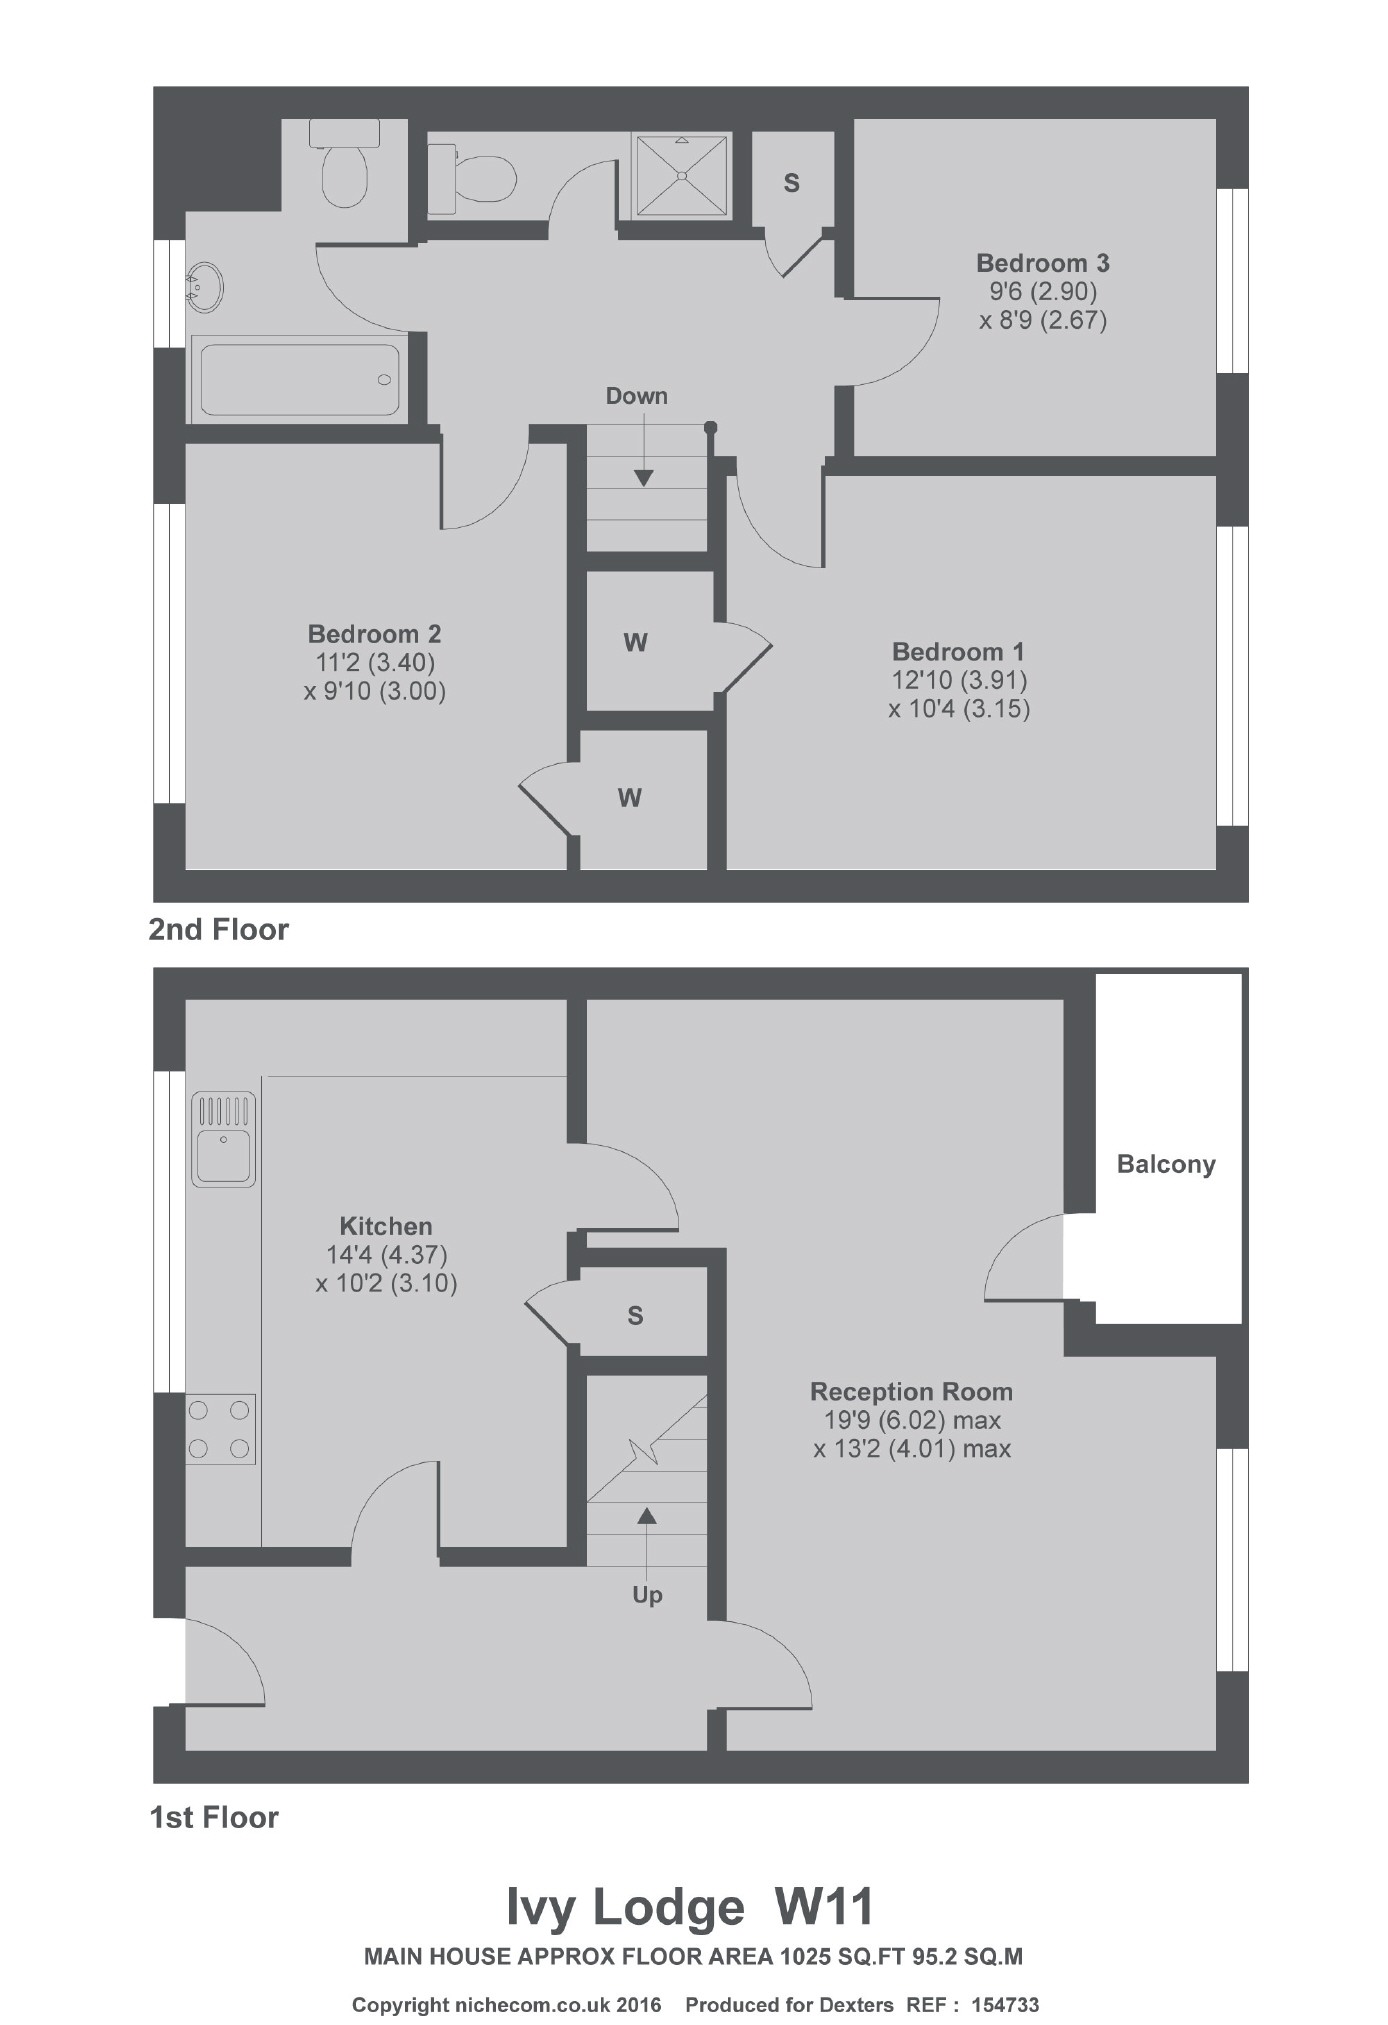 S
Bedroom 3
9'6 (2.90)
x 8'9 (2.67)
Down
Bedroom 2
11'2 (3.40)
x 9'10 (3.00)
W
Bedroom 1
12'10 (3.91)
x 10'4 (3.15)
W
2nd Floor
Balcony
Kitchen
14'4 (4.37)
x 10'2 (3.10)
S
Reception Room
19'9 (6.02) max
x 13'2 (4.01) max
Up
1st Floor
Ivy Lodge W11
MAIN HOUSE APPROX FLOOR AREA 1025 SQ.FT 95.2 SQ.M
Copyright nichecom.co.uk 2016 Produced for Dexters REF : 154733